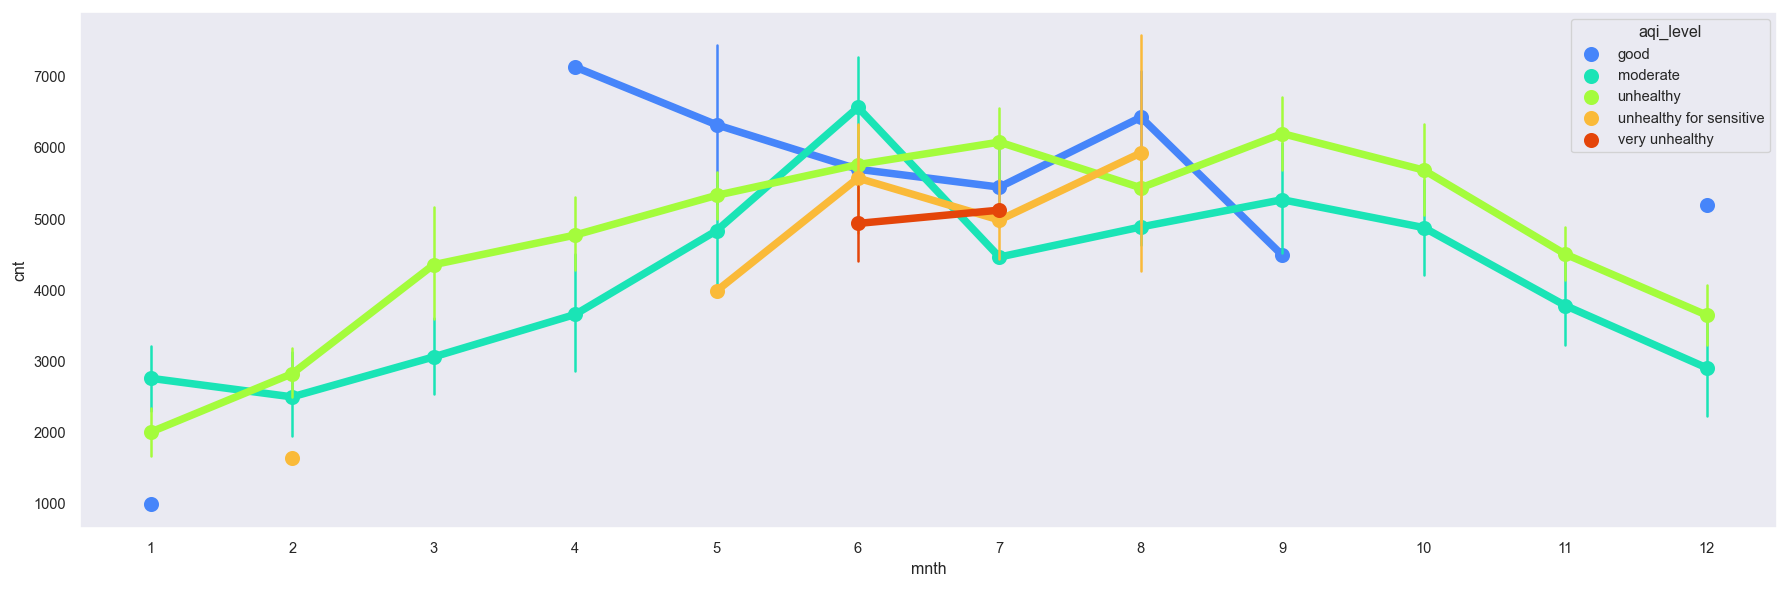 aqi_level
good
moderate
unhealthy
unhealthy for sensitive
very unhealthy
7000
6000
5000
4000
3000
2000
1000
cnt
1 2 3 4 5 6 7 8 9 10 11 12
mnth